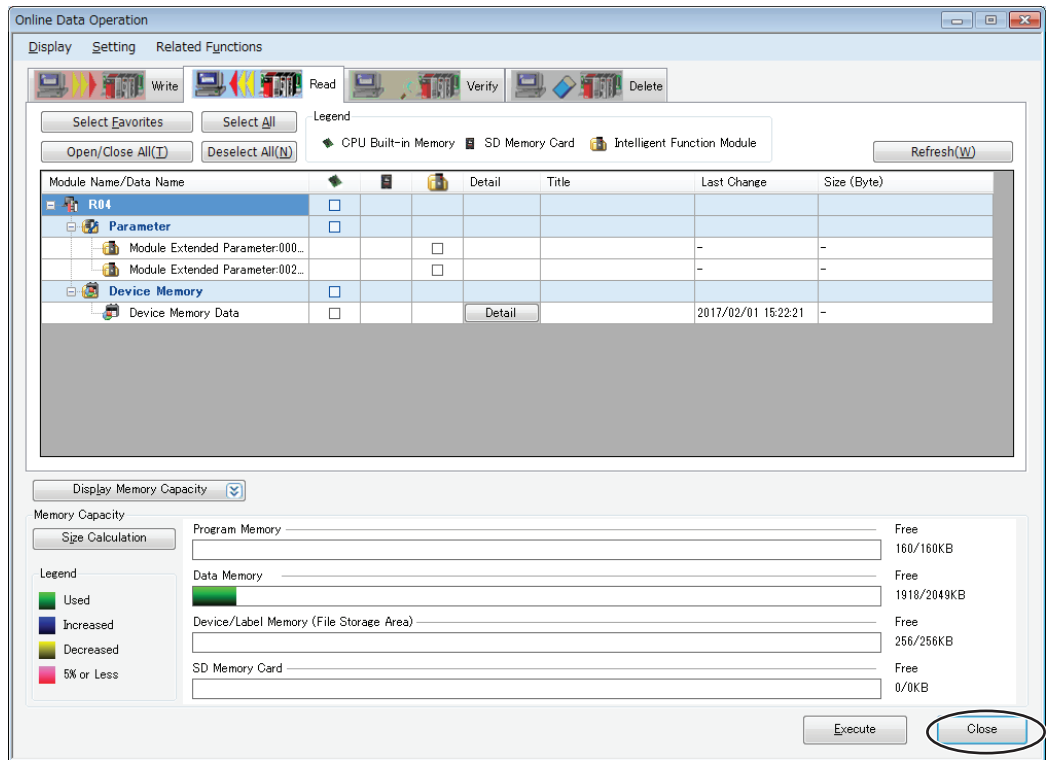 Online Data Operation
Display Setting Related Functions
Write Read Verify Delete
Select Favorites Select All Legend
CPU Built-in Memory SD Memory Card Intelligent Function Module
Open/Close All(T) Deselect All(N) Refresh(W)
Module Name/Data Name Detail Title Last Change Size (Byte)
R04
Parameter
Module Extended Parameter:000... - -
Module Extended Parameter:002... - -
Device Memory
Device Memory Data Detail 2017/02/01 15:22:21 -
Display Memory Capacity
Memory Capacity
Size Calculation
Program Memory Free
160/160KB
Legend
Data Memory Free
Used
1918/2049KB
Increased
Device/Label Memory (File Storage Area) Free
256/256KB
Decreased
5% or Less
SD Memory Card Free
0/0KB
Execute Close